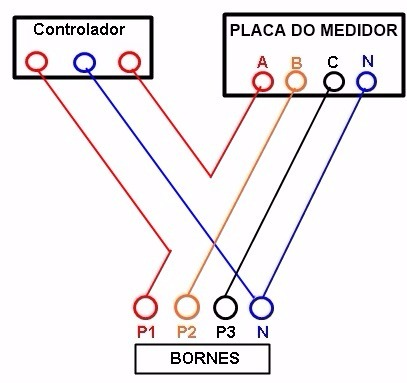 Controlador
PLACA DO MEDIDOR
A B C N
P1 P2 P3 N
BORNES